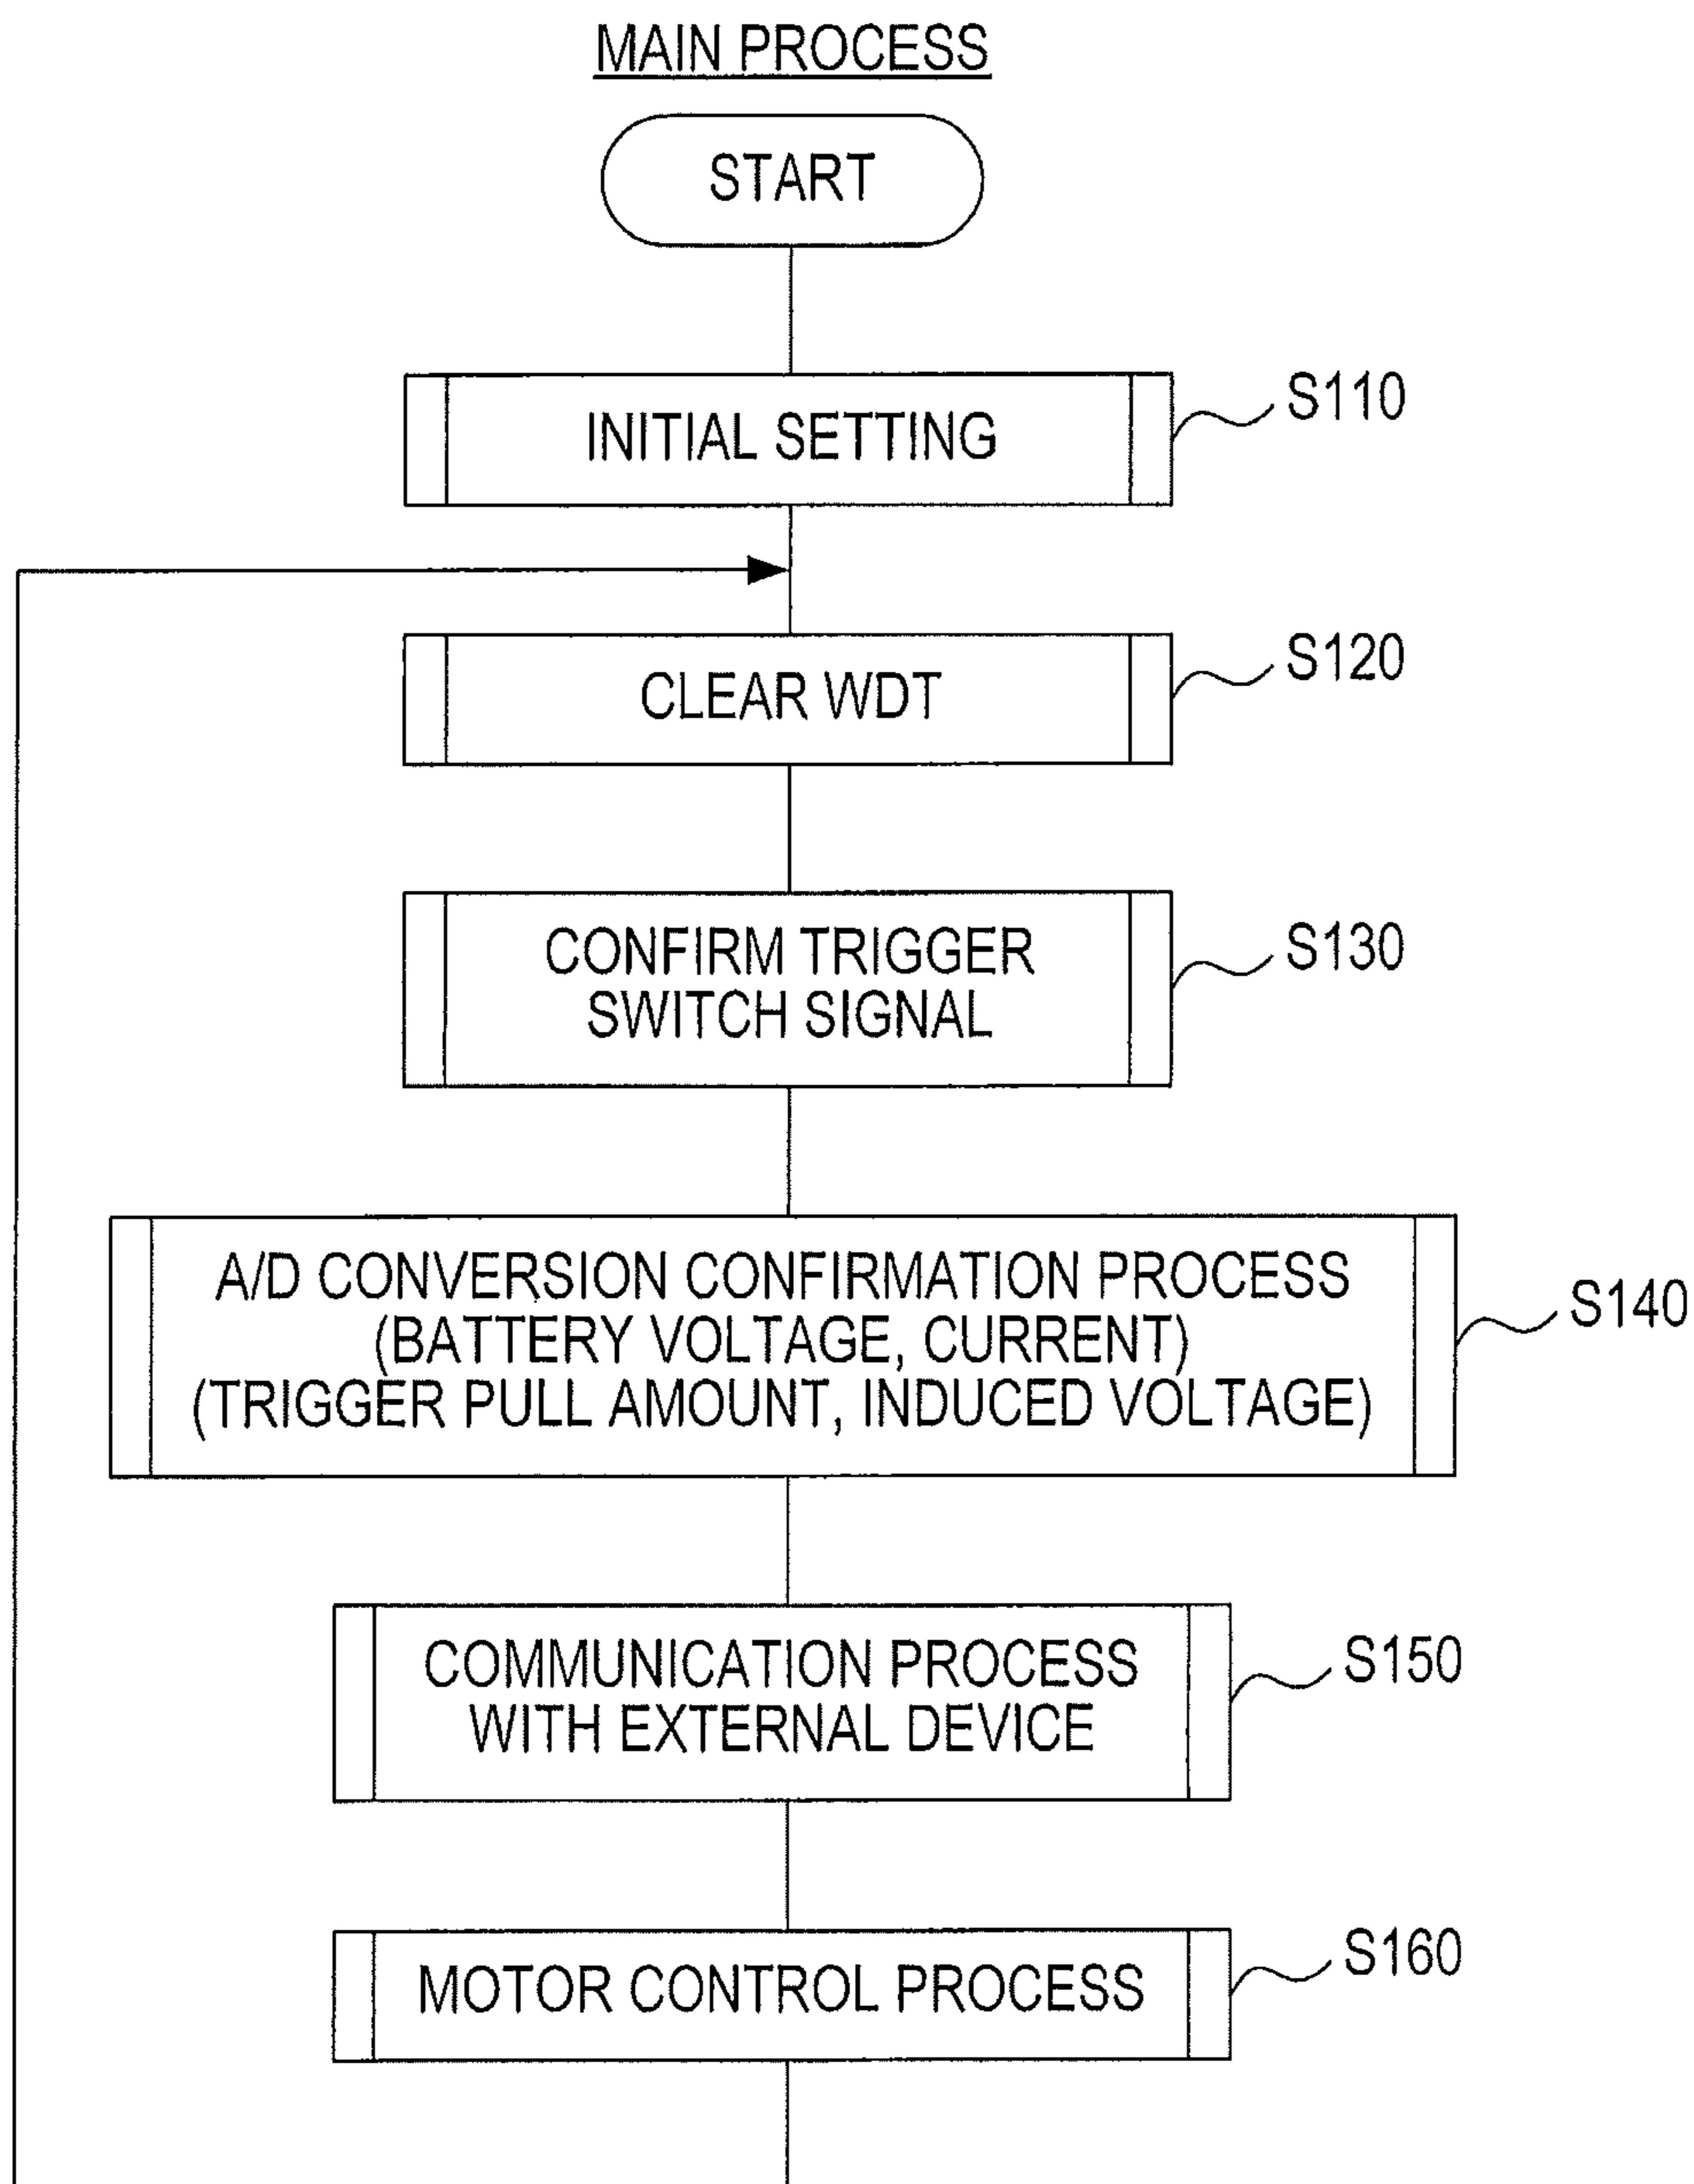 MAIN PROCESS
START
INITIAL SETTING
S110
CLEAR WDT
S120
CONFIRM TRIGGER
SWITCH SIGNAL
S130
A/D CONVERSION CONFIRMATION PROCESS
(BATTERY VOLTAGE, CURRENT)
(TRIGGER PULL AMOUNT, INDUCED VOLTAGE)
S140
COMMUNICATION PROCESS
WITH EXTERNAL DEVICE
S150
MOTOR CONTROL PROCESS
S160